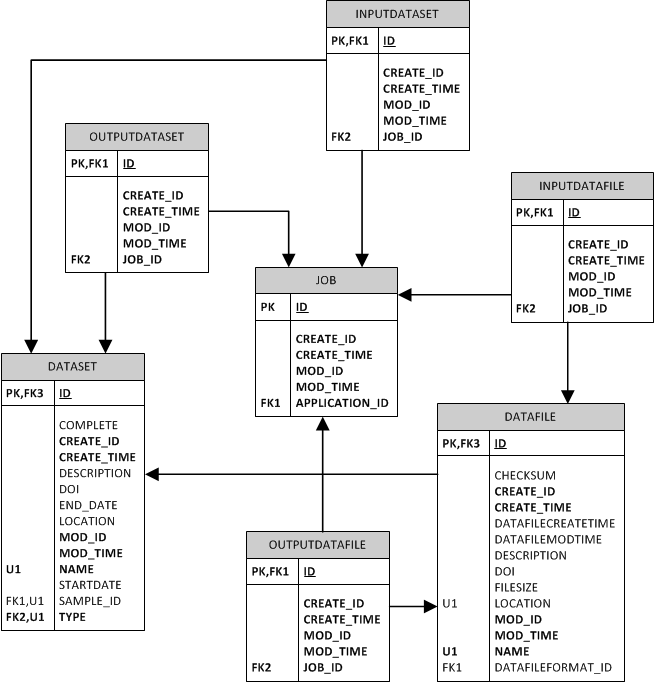 INPUTDATASET
PK,FK1 ID
CREATE_ID
CREATE_TIME
MOD_ID
MOD_TIME
FK2 JOB_ID
OUTPUTDATASET
PK,FK1 ID
CREATE_ID
CREATE_TIME
MOD_ID
MOD_TIME
FK2 JOB_ID
INPUTDATAFILE
PK,FK1 ID
CREATE_ID
CREATE_TIME
MOD_ID
MOD_TIME
FK2 JOB_ID
JOB
PK ID
CREATE_ID
CREATE_TIME
MOD_ID
MOD_TIME
FK1 APPLICATION_ID
DATASET
PK,FK3 ID
COMPLETE
CREATE_ID
CREATE_TIME
DESCRIPTION
DOI
END_DATE
LOCATION
MOD_ID
MOD_TIME
U1 NAME
STARTDATE
FK1,U1 SAMPLE_ID
FK2,U1 TYPE
DATAFILE
PK,FK3 ID
CHECKSUM
CREATE_ID
CREATE_TIME
DATAFILECREATETIME
DATAFILEMODTIME
DESCRIPTION
DOI
FILESIZE
U1 LOCATION
MOD_ID
MOD_TIME
U1 NAME
FK1 DATAFILEFORMAT_ID
OUTPUTDATAFILE
PK,FK1 ID
CREATE_ID
CREATE_TIME
MOD_ID
MOD_TIME
FK2 JOB_ID